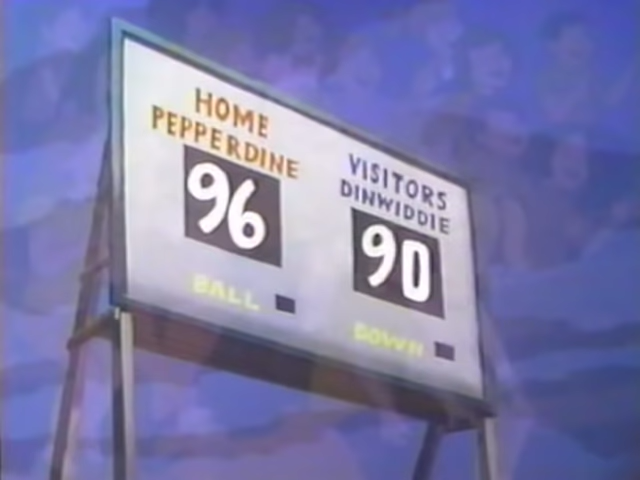 HOME
PEPPERDINE
96
BALL
VISITORS
DINWIDDIE
90
DOWN